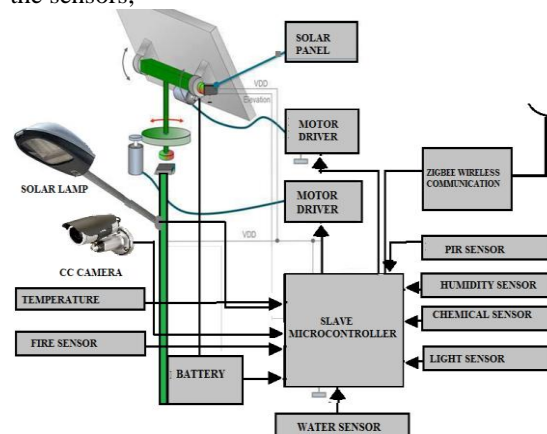 the sensors,
SOLAR
PANEL
VDD
Elevation
MOTOR
DRIVER
SOLAR LAMP
MOTOR
DRIVER
ZIGBEE WIRELESS
COMMUNICATION
VDD
CC CAMERA
PIR SENSOR
TEMPERATURE
HUMIDITY SENSOR
SLAVE
MICROCONTROLLER
CHEMICAL SENSOR
FIRE SENSOR
BATTERY
LIGHT SENSOR
WATER SENSOR